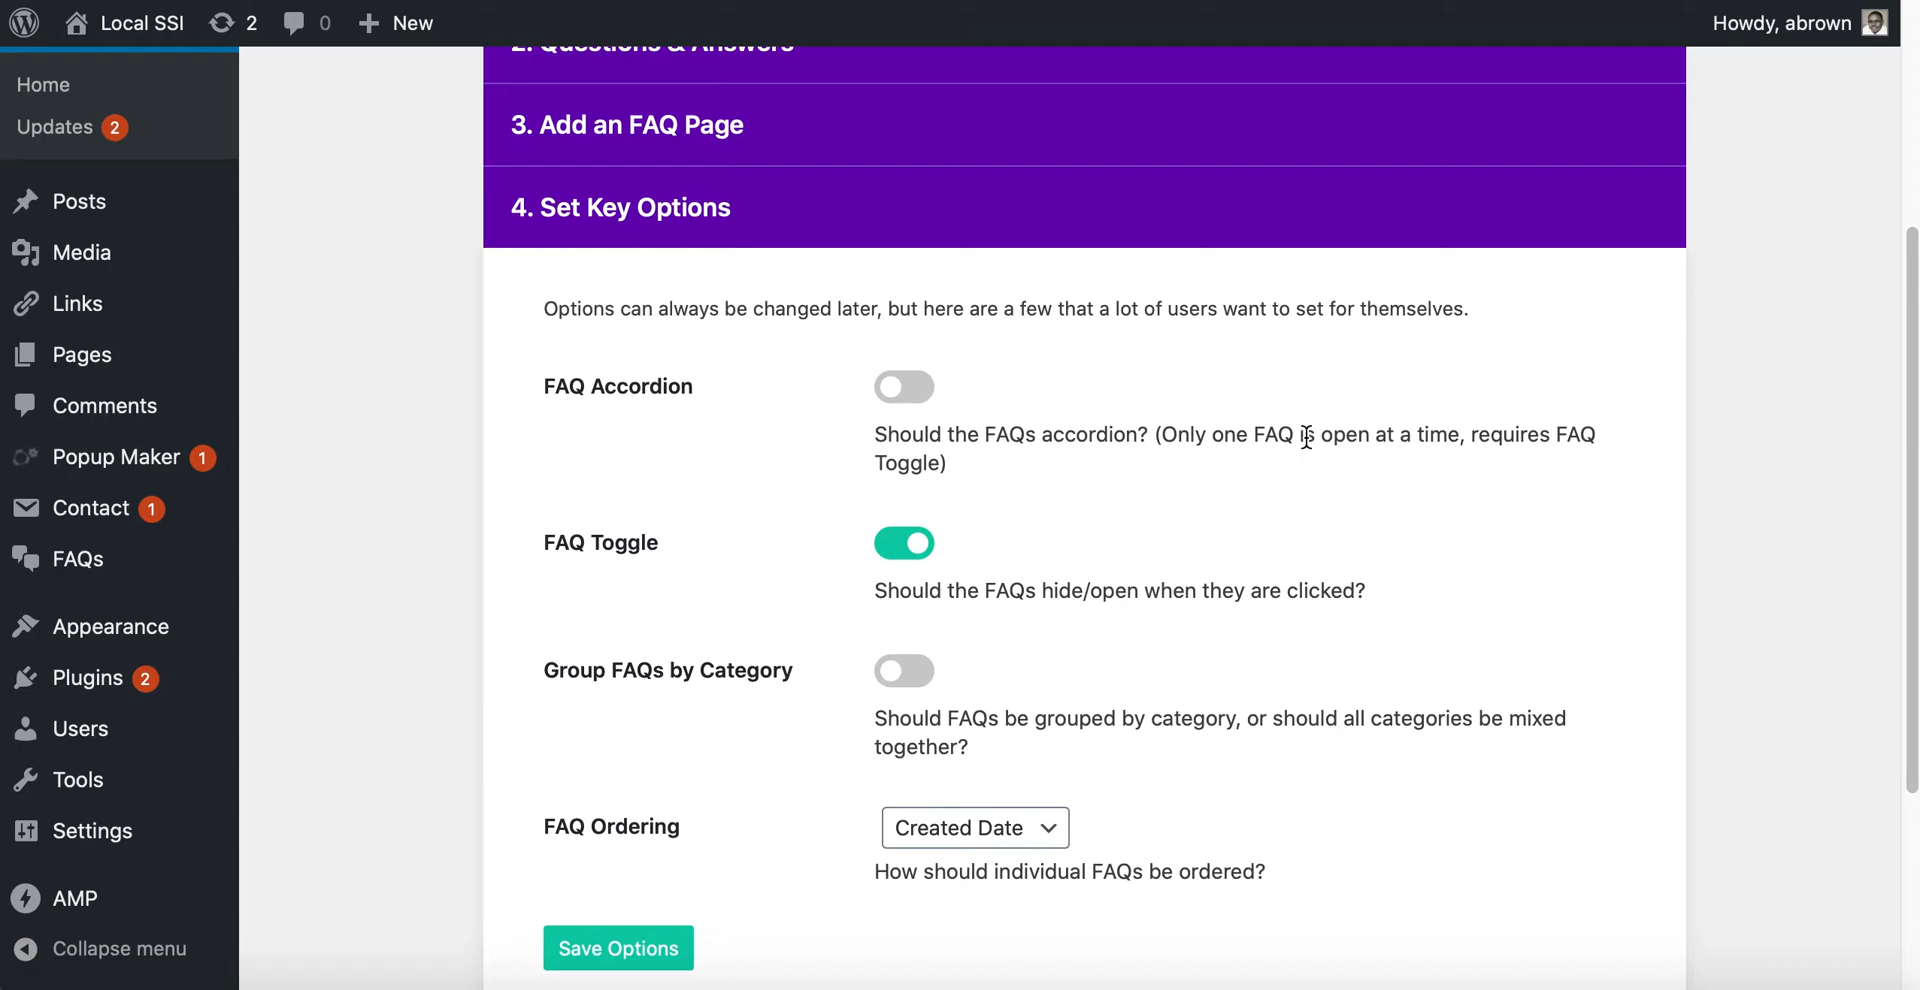 Local SSI 2 0 New
Howdy, abrown
Home
Updates 2
Posts
Media
Links
Pages
Comments
Popup Maker 1
Contact 1
FAQs
Appearance
Plugins 2
Users
Tools
Settings
AMP
Collapse menu
2. Questions & Answers
3. Add an FAQ Page
4. Set Key Options
Options can always be changed later, but here are a few that a lot of users want to set for themselves.
FAQ Accordion
Should the FAQs accordion? (Only one FAQ is open at a time, requires FAQ
Toggle)
FAQ Toggle
Should the FAQs hide/open when they are clicked?
Group FAQs by Category
Should FAQs be grouped by category, or should all categories be mixed
together?
FAQ Ordering
Created Date
How should individual FAQs be ordered?
Save Options